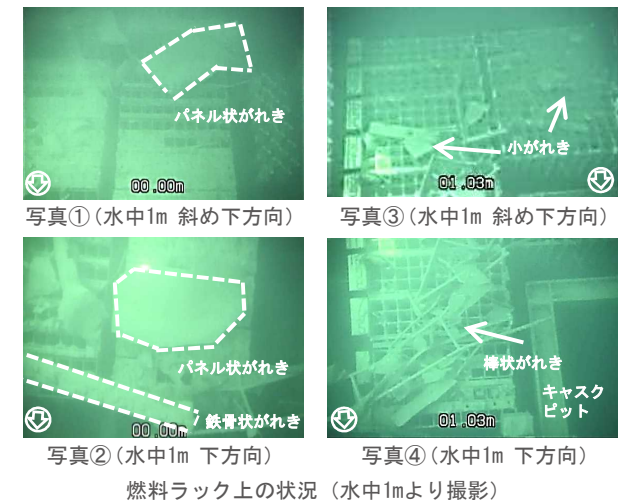 パネル状がれき
00.00m
写真①(水中1m 斜め下方向)
小がれき
01.03m
写真③(水中1m 斜め下方向)
パネル状がれき
鉄骨状がれき
00.00m
写真②(水中1m 下方向)
棒状がれき
キャスク
ピット
01.03m
写真④(水中1m 下方向)
燃料ラック上の状況（水中1mより撮影）